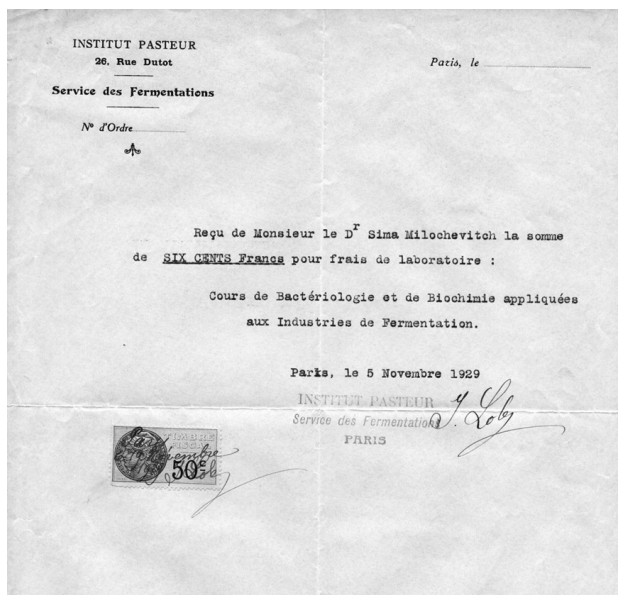 INSTITUT PASTEUR
26, Rue Dutot
Service des Fermentations
Nº d'Ordre
Paris, le
Reçu de Monsieur le Dr Sima Milochevitch la somme
de SIX CENTS Francs pour frais de laboratoire :
Cours de Bactériologie et de Biochimie appliquées
aux Industries de Fermentation.
Paris, le 5 Novembre 1929
INSTITUT PASTEUR
Service des Fermentations
PARIS
TIMBRE
FISCAL
50c